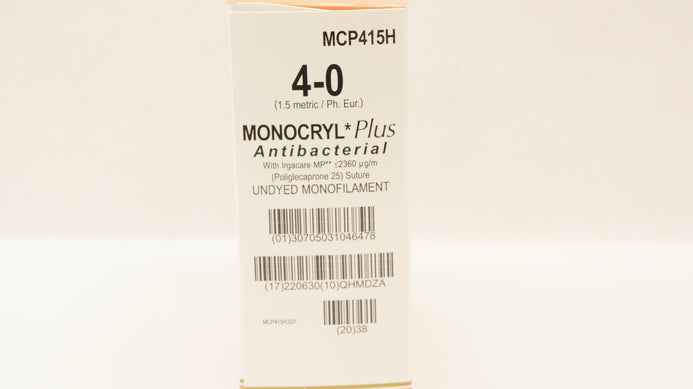 MCP415H
4-0
(1.5 metric / Ph. Eur.)
MONOCRYL* Plus
Antibacterial
With Irgacare MP** ≤2360 µg/m
(Poliglecaprone 25) Suture
UNDYED MONOFILAMENT
(01)30705031046478
(17)220630(10)QHMDZA
MCP415H.S31
(20)38